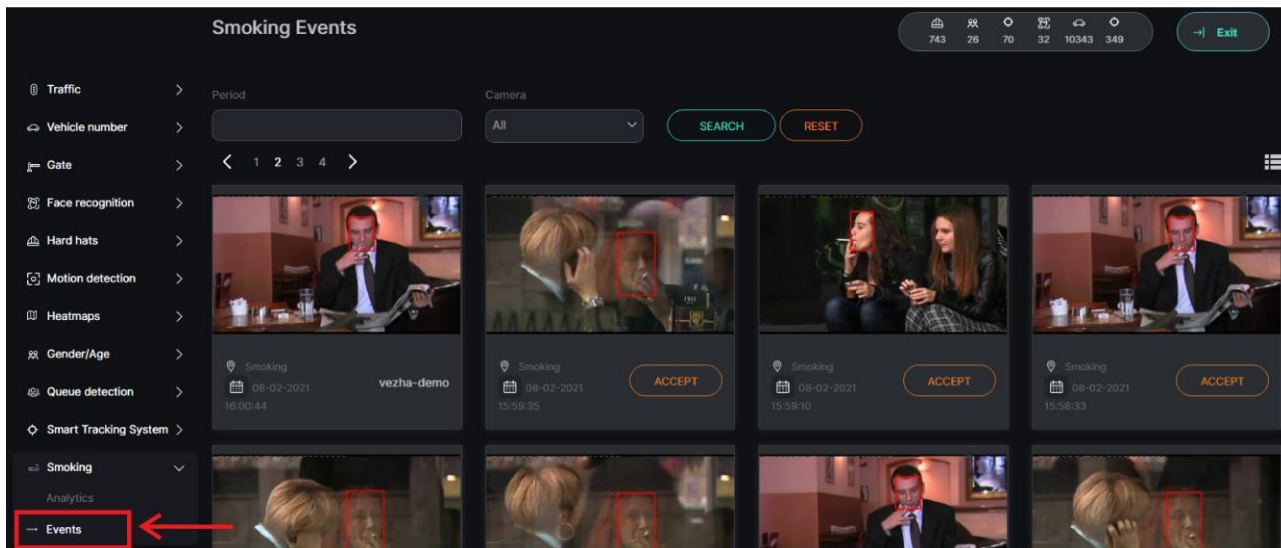 Smoking Events
743 26 70 32 10343 349
Exit
Traffic
Vehicle number
Gate
Face recognition
Hard hats
Motion detection
Heatmaps
Gender/Age
Queue detection
Smart Tracking System
Smoking
Analytics
Events
Period
Camera
All
SEARCH
RESET
1 2 3 4
Smoking
08-02-2021
16:00:44
vezha-demo
Smoking
08-02-2021
15:59:35
ACCEPT
Smoking
08-02-2021
15:59:10
ACCEPT
Smoking
08-02-2021
15:58:33
ACCEPT